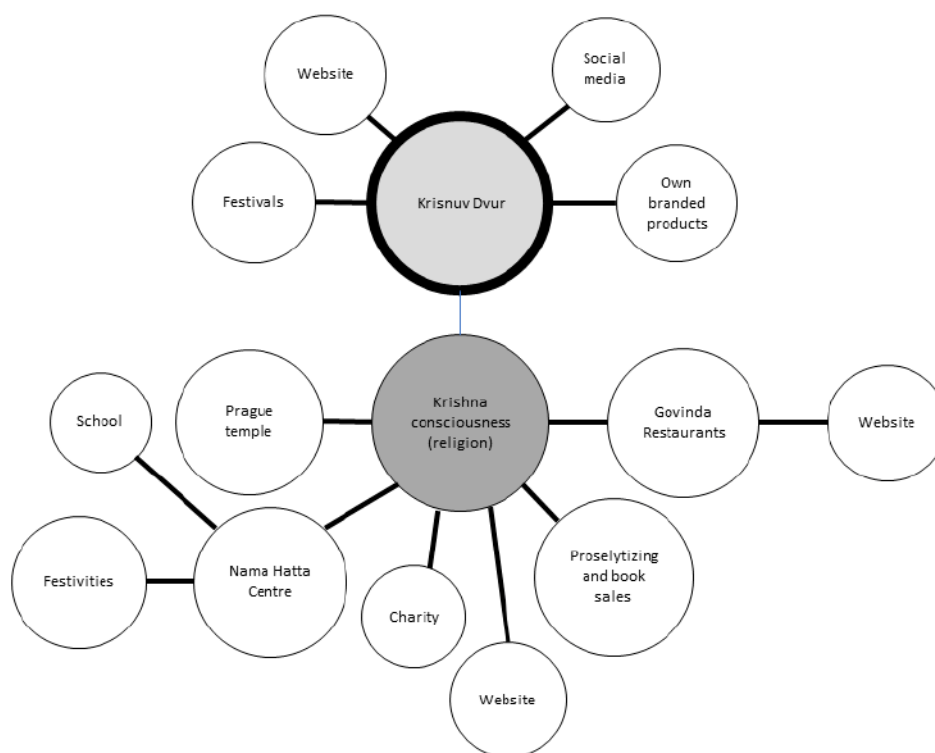 Website
Social
media
Festivals
Krisnuv Dvur
Own
branded
products
School
Prague
temple
Krishna
consciousness
(religion)
Govinda
Restaurants
Website
Festivities
Nama Hatta
Centre
Charity
Proselytizing
and book
sales
Website